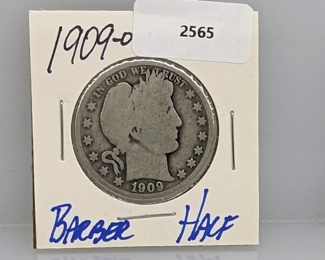 2565
1909-O
IN GOD WE TRUST
1909
BARBER HALF